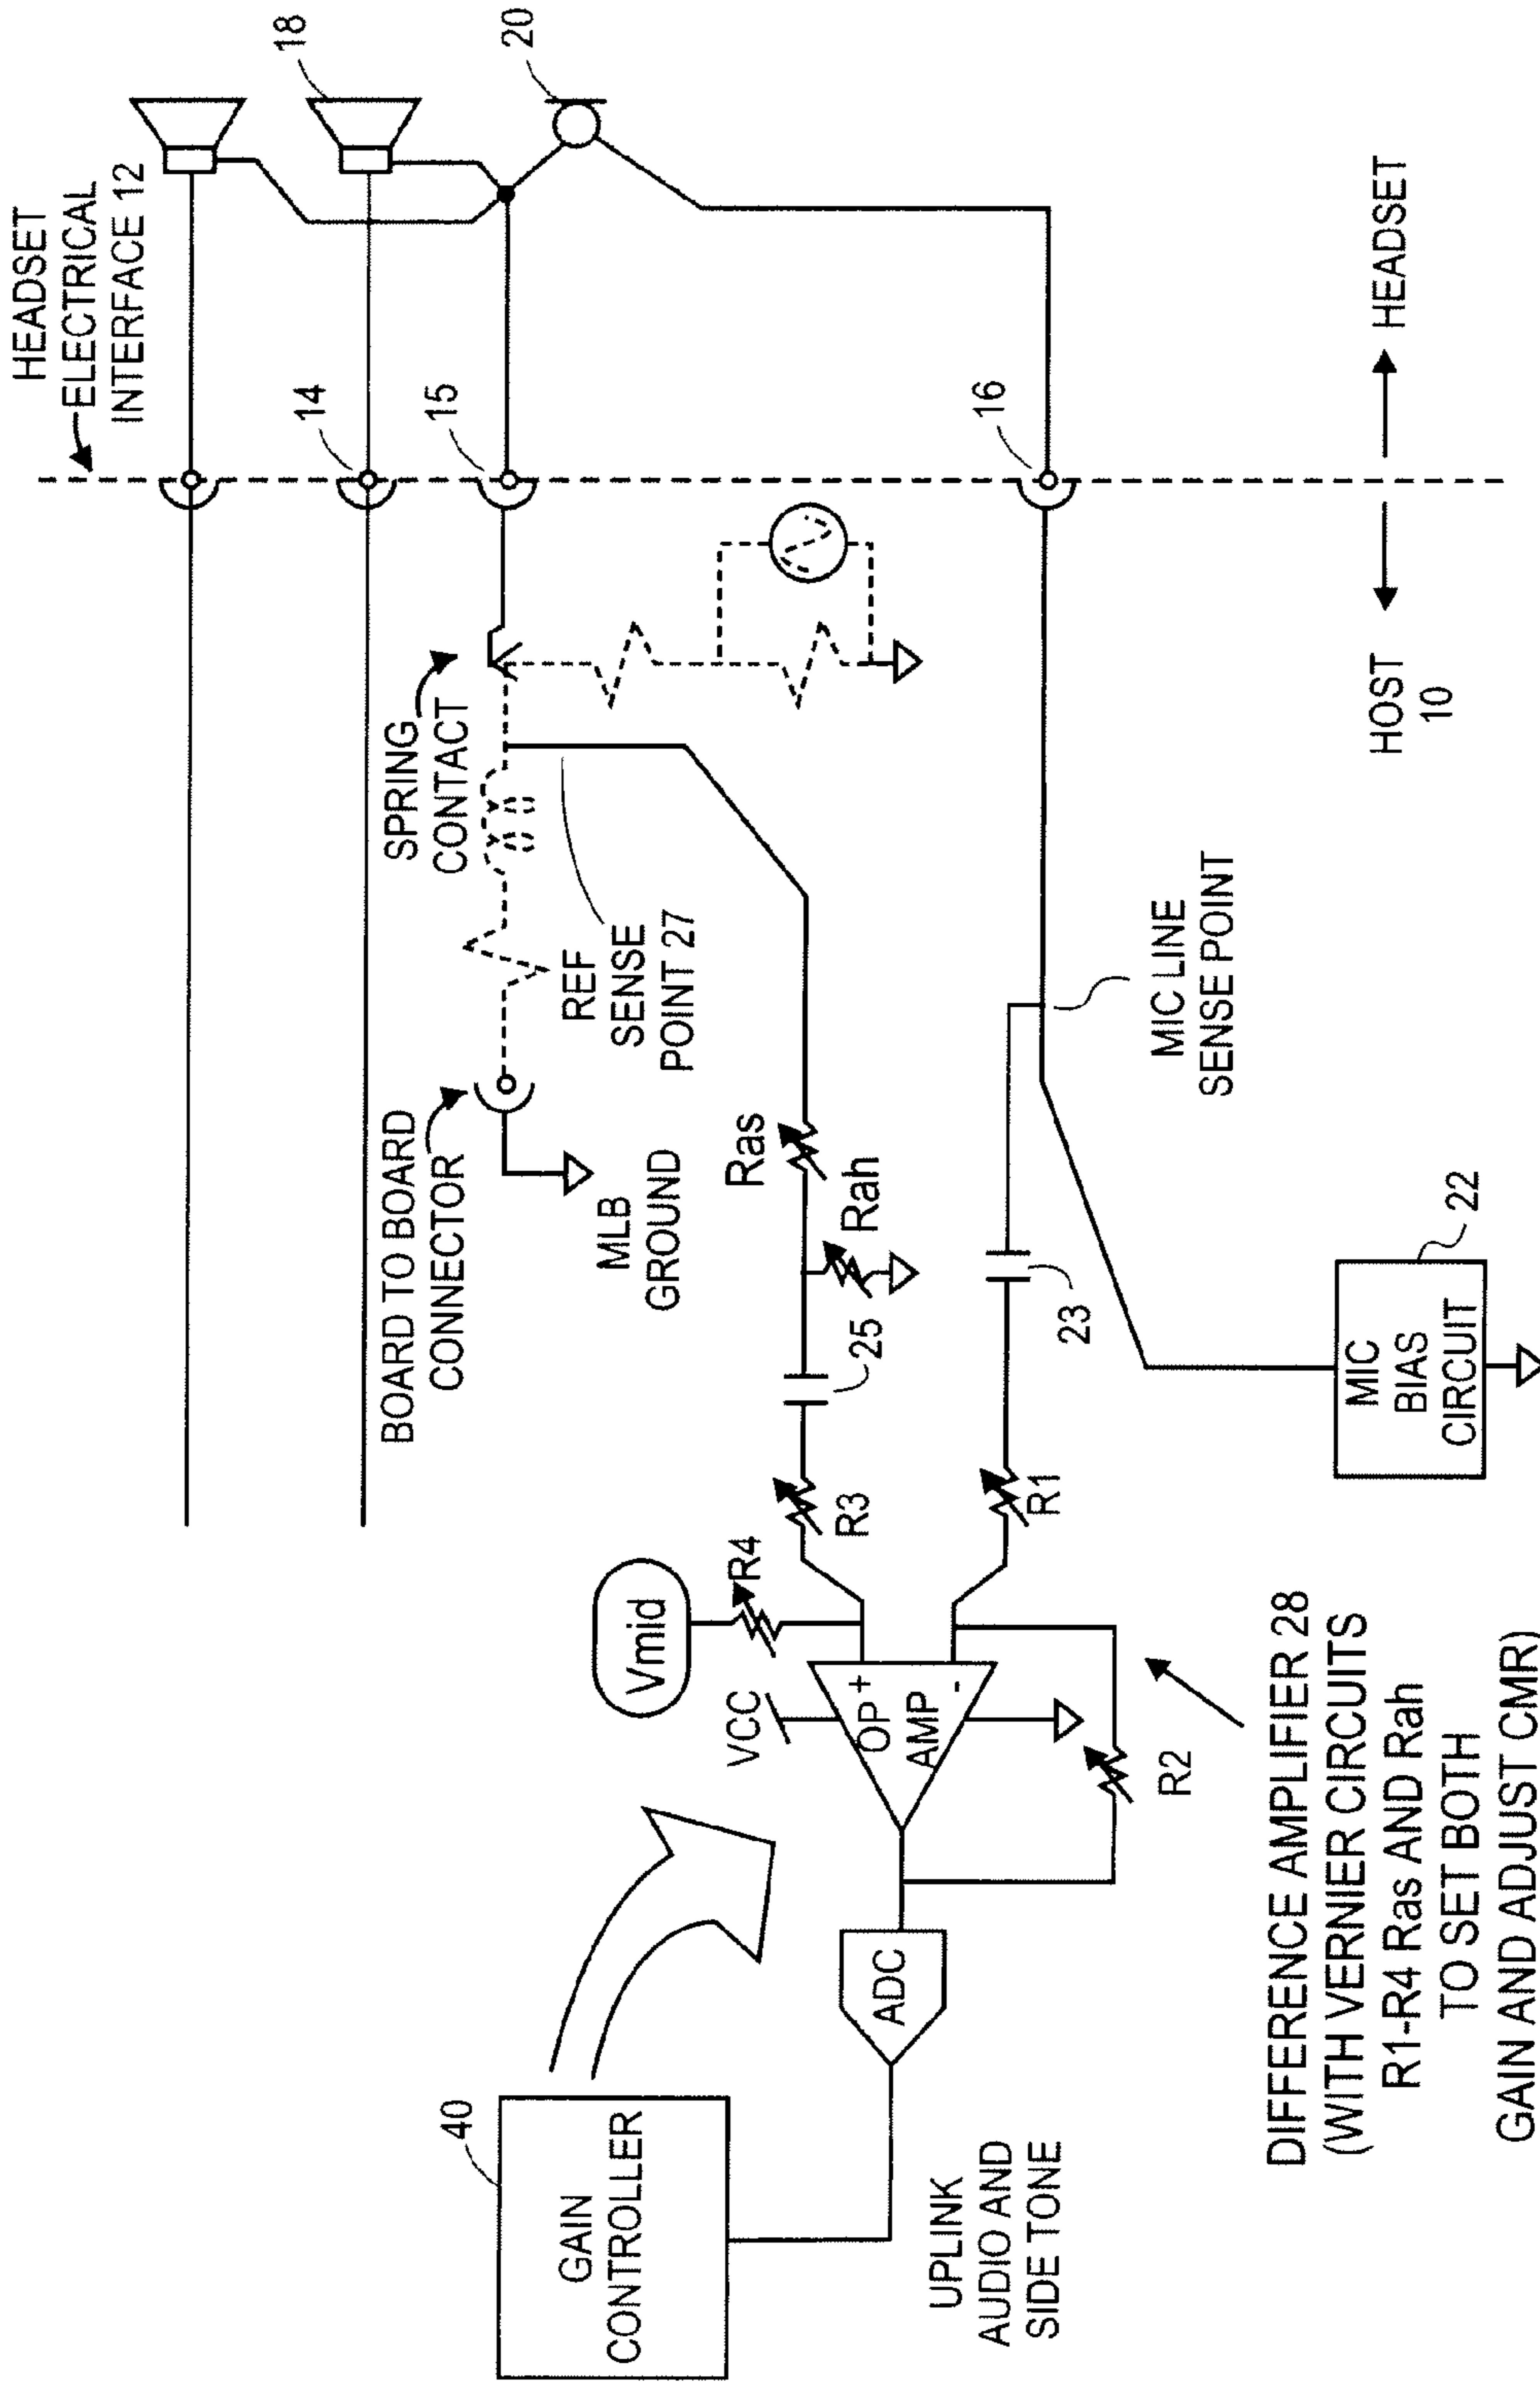 HEADSET
ELECTRICAL
INTERFACE 12
18
20
14
15
16
HEADSET
HOST
10
SPRING
CONTACT
REF
SENSE
POINT 27
BOARD TO BOARD
CONNECTOR
MLB
GROUND
MIC LINE
SENSE POINT
Ras
Rah
25
23
R3
R1
MIC
BIAS
CIRCUIT
22
Vmid
R4
VCC
OP
AMP
+
-
R2
ADC
40
GAIN
CONTROLLER
UPLINK
AUDIO AND
SIDE TONE
DIFFERENCE AMPLIFIER 28
(WITH VERNIER CIRCUITS
R1-R4 Ras AND Rah
TO SET BOTH
GAIN AND ADJUST CMR)